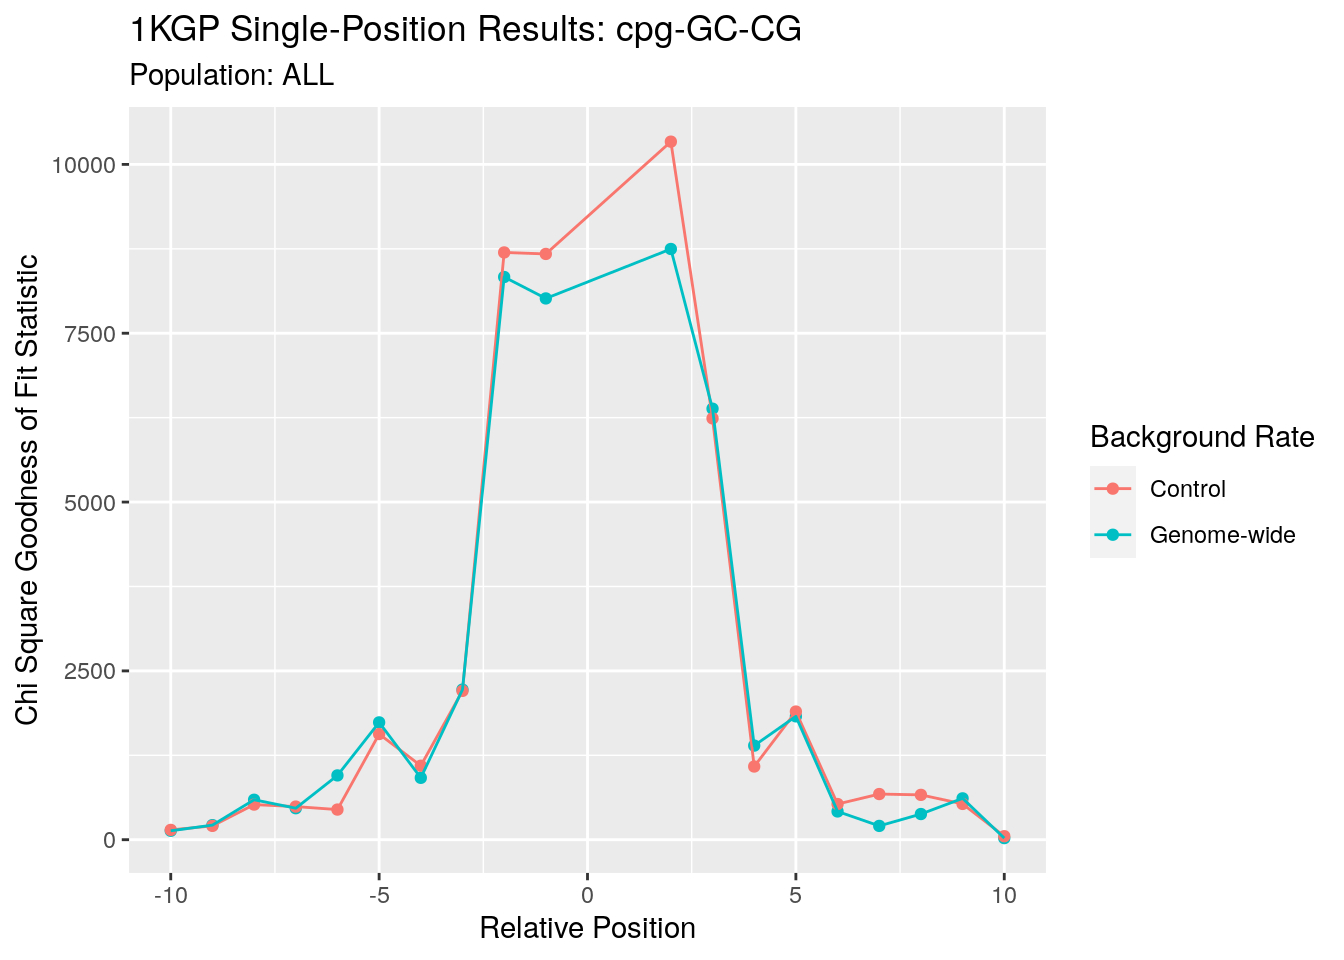 1KGP Single-Position Results: cpg-GC-CG
Population: ALL
Chi Square Goodness of Fit Statistic
10000
7500
5000
2500
0
-10
-5
0
5
10
Relative Position
Background Rate
Control
Genome-wide